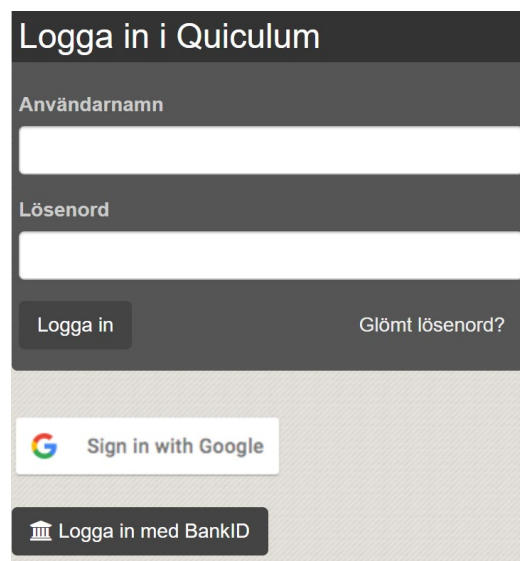 Logga in i Quiculum
Användarnamn
Lösenord
Logga in
Glömt lösenord?
Sign in with Google
Logga in med BankID